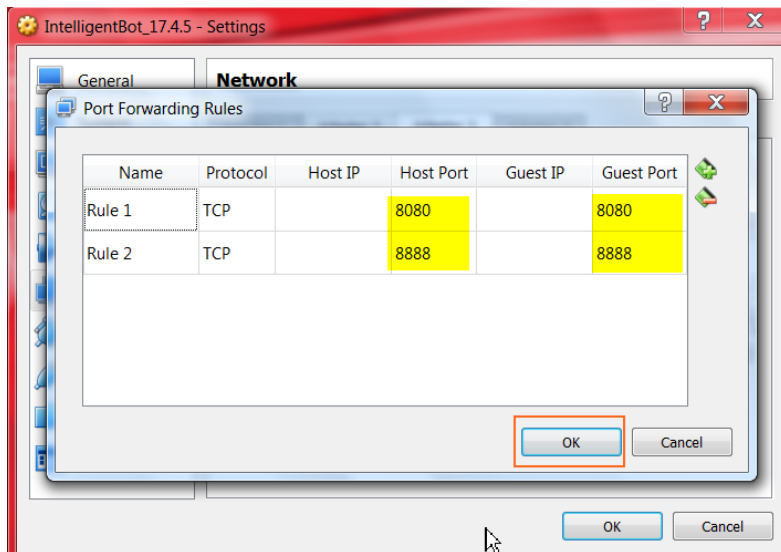 IntelligentBot_17.4.5 - Settings
General
Network
Port Forwarding Rules
Name Protocol Host IP Host Port Guest IP Guest Port
Rule 1 TCP 8080 8080
Rule 2 TCP 8888 8888
OK Cancel
OK Cancel